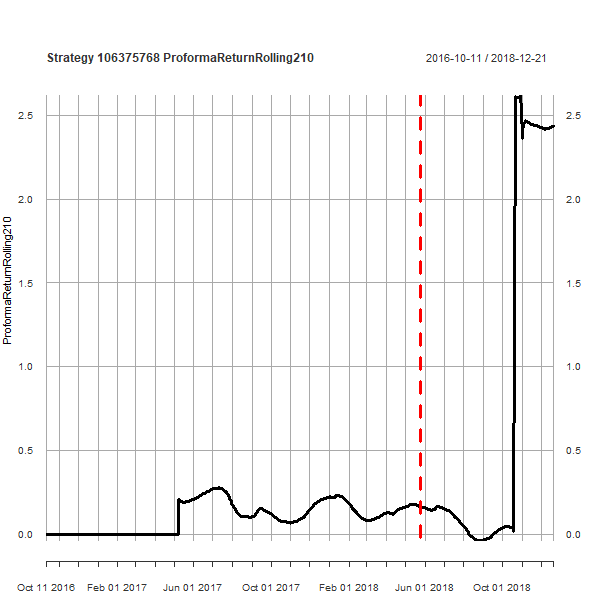 Strategy 106375768 ProformaReturnRolling210
2016-10-11 / 2018-12-21
ProformaReturnRolling210
2.5 2.5
2.0 2.0
1.5 1.5
1.0 1.0
0.5 0.5
0.0 0.0
Oct 11 2016 Feb 01 2017 Jun 01 2017 Oct 01 2017 Feb 01 2018 Jun 01 2018 Oct 01 2018